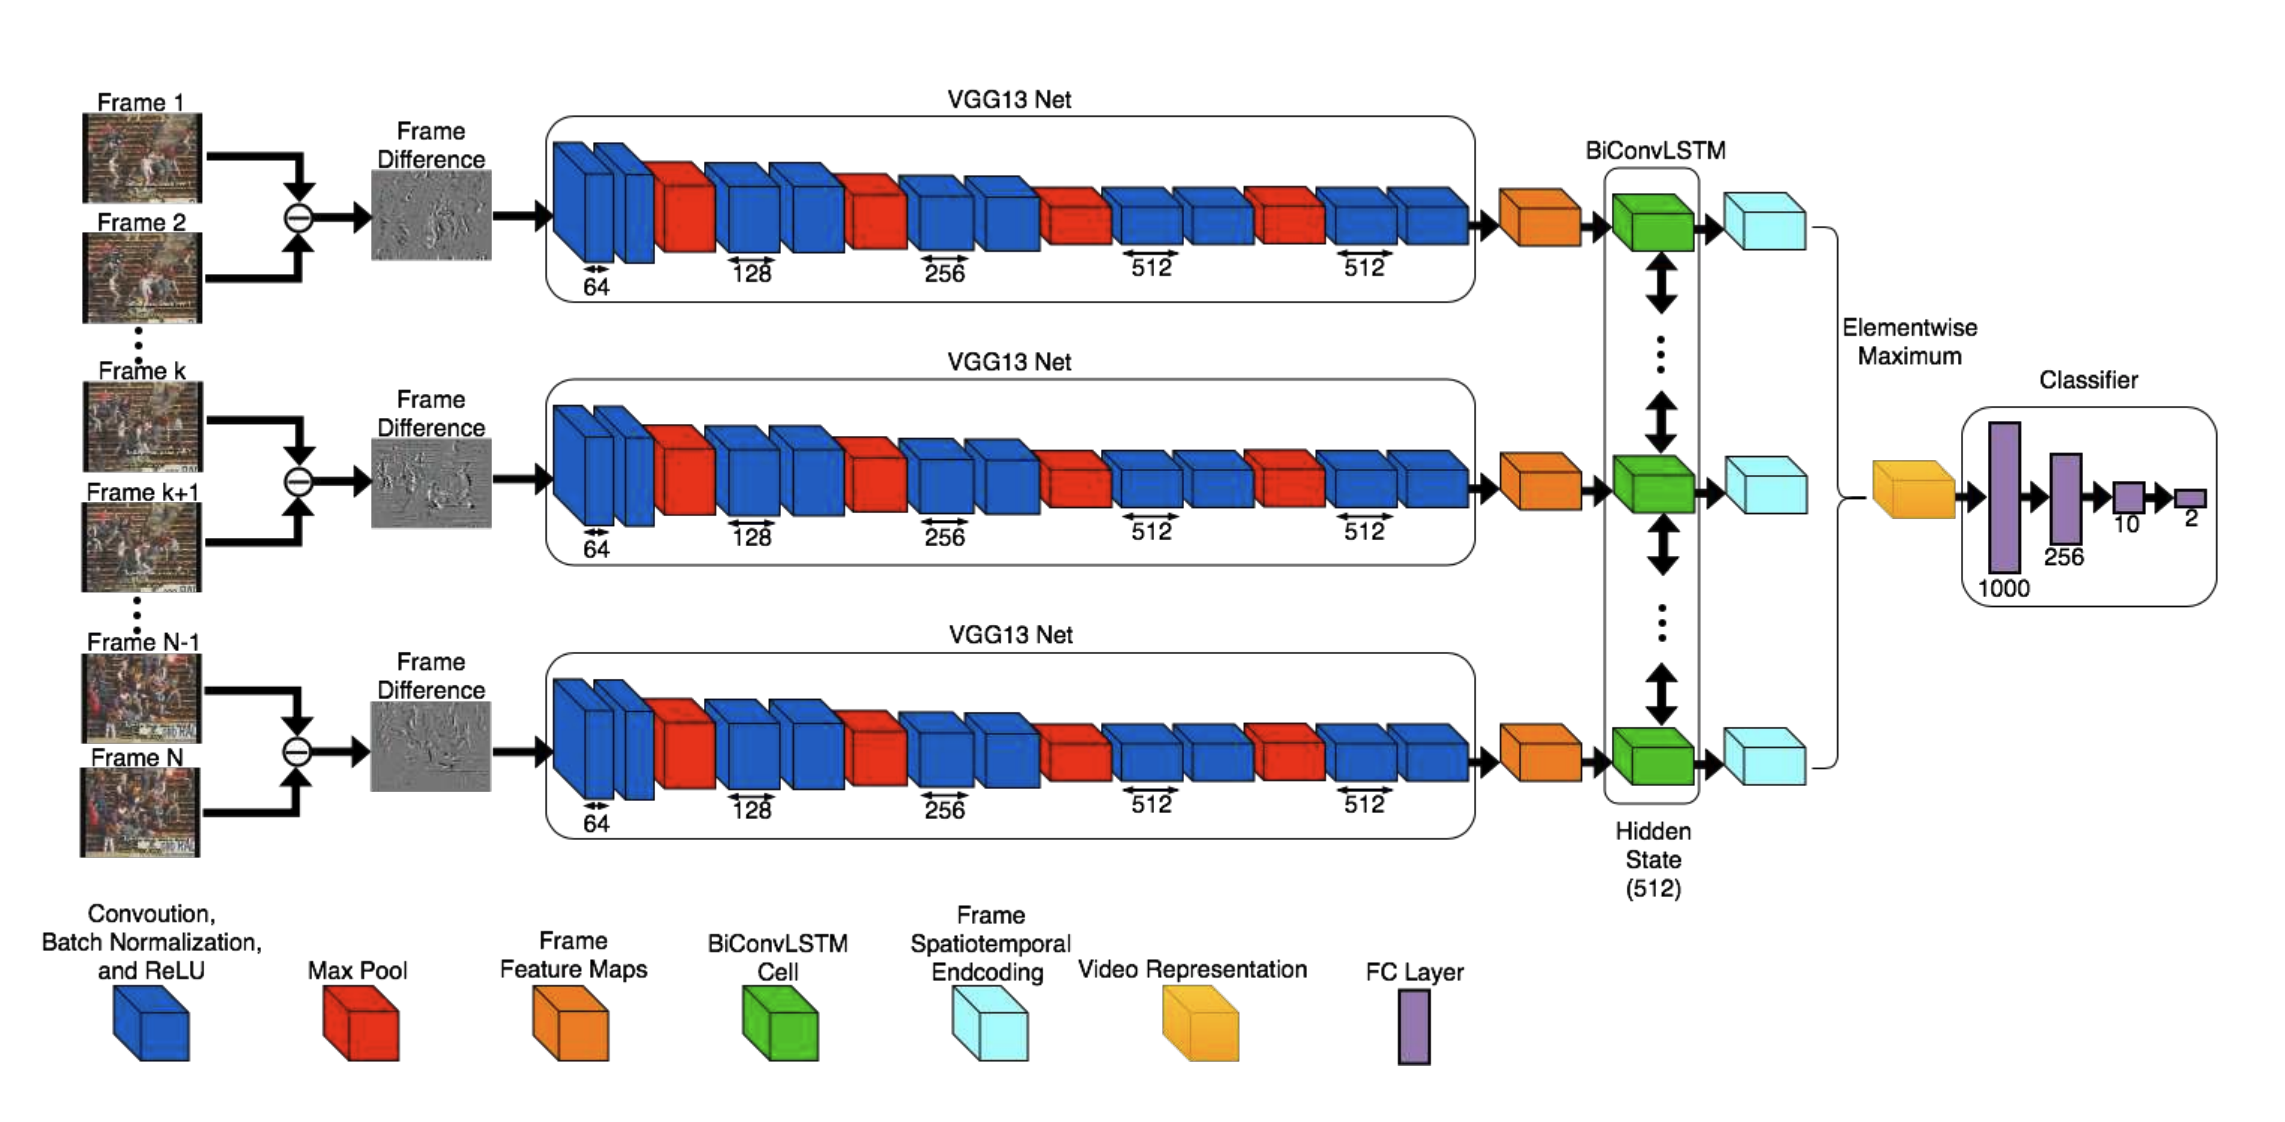 VGG13 Net
Frame 1
Frame
Difference
BiConvLSTM
Frame 2
64
128
256
512
512
Elementwise
Maximum
VGG13 Net
Frame k
Frame
Difference
Classifier
Frame k+1
64
128
256
512
512
1000
256
10
2
VGG13 Net
Frame N-1
Frame
Difference
Frame N
64
128
256
512
512
Hidden
State
(512)
Convoution,
Batch Normalization,
and ReLU
Max Pool
Frame
Feature Maps
BiConvLSTM
Cell
Frame
Spatiotemporal
Endcoding
Video Representation
FC Layer